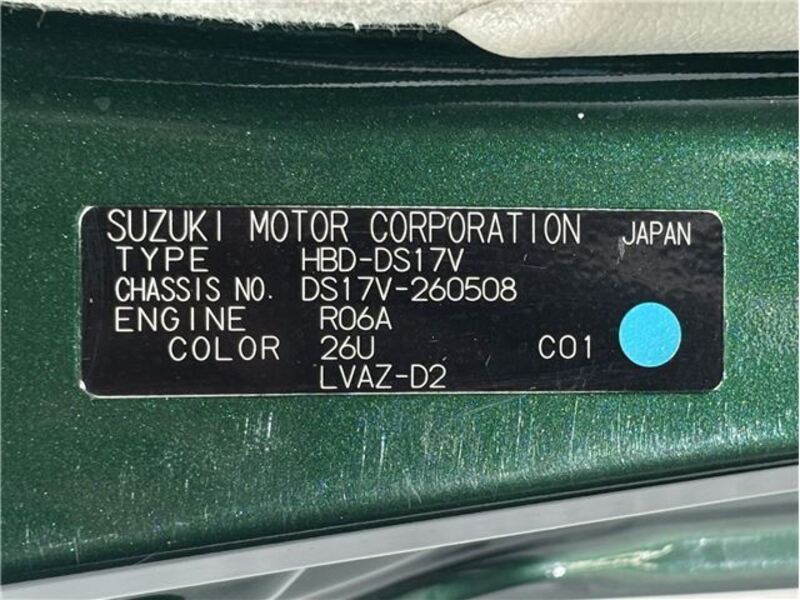 SUZUKI MOTOR CORPORATION JAPAN
TYPE HBD-DS17V
CHASSIS NO. DS17V-260508
ENGINE R06A
COLOR 26U C01
LVAZ-D2